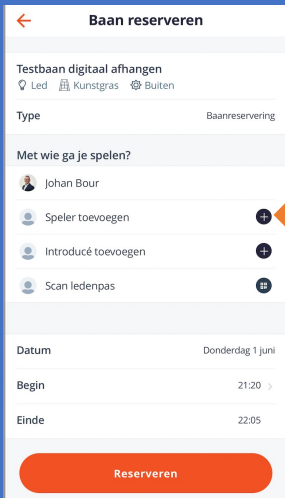 Baan reserveren
Testbaan digitaal afhangen
Led Kunstgras Buiten
Type Baanreservering
Met wie ga je spelen?
Johan Bour
Speler toevoegen
Introducé toevoegen
Scan ledenpas
Datum Donderdag 1 juni
Begin 21:20
Einde 22:05
Reserveren